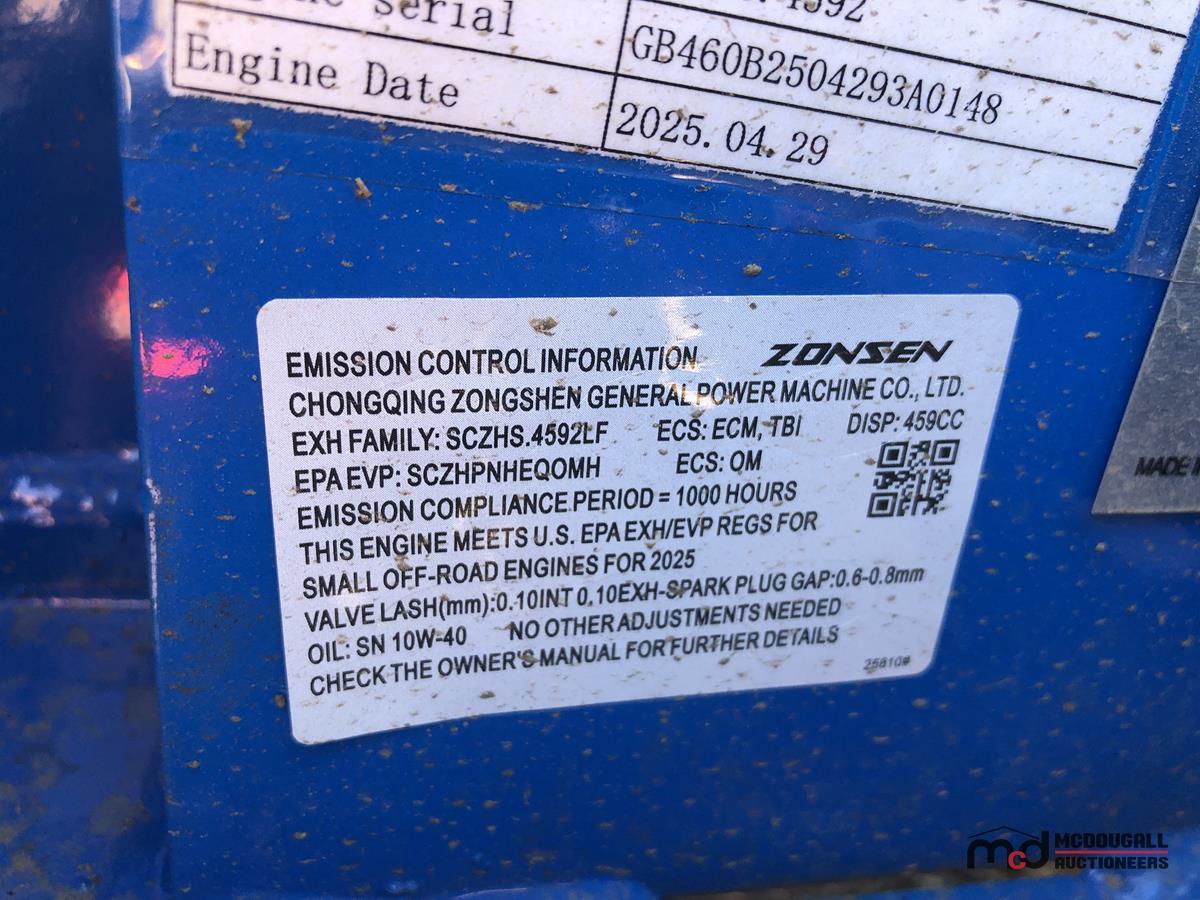 serial
GB460B2504293A0148
Engine Date
2025.04.29
EMISSION CONTROL INFORMATION ZONSEN
CHONGQING ZONGSHEN GENERAL POWER MACHINE CO., LTD.
EXH FAMILY: SCZHS.4592LF ECS: ECM, TBI DISP: 459CC
EPA EVP: SCZHPNHEQOMH ECS: OM
EMISSION COMPLIANCE PERIOD = 1000 HOURS
THIS ENGINE MEETS U.S. EPA EXH/EVP REGS FOR
SMALL OFF-ROAD ENGINES FOR 2025
VALVE LASH(mm):0.10INT 0.10EXH-SPARK PLUG GAP:0.6-0.8mm
OIL: SN 10W-40 NO OTHER ADJUSTMENTS NEEDED
CHECK THE OWNER'S MANUAL FOR FURTHER DETAILS
25610#
MADE
mcd MCDOUGALL
AUCTIONEERS